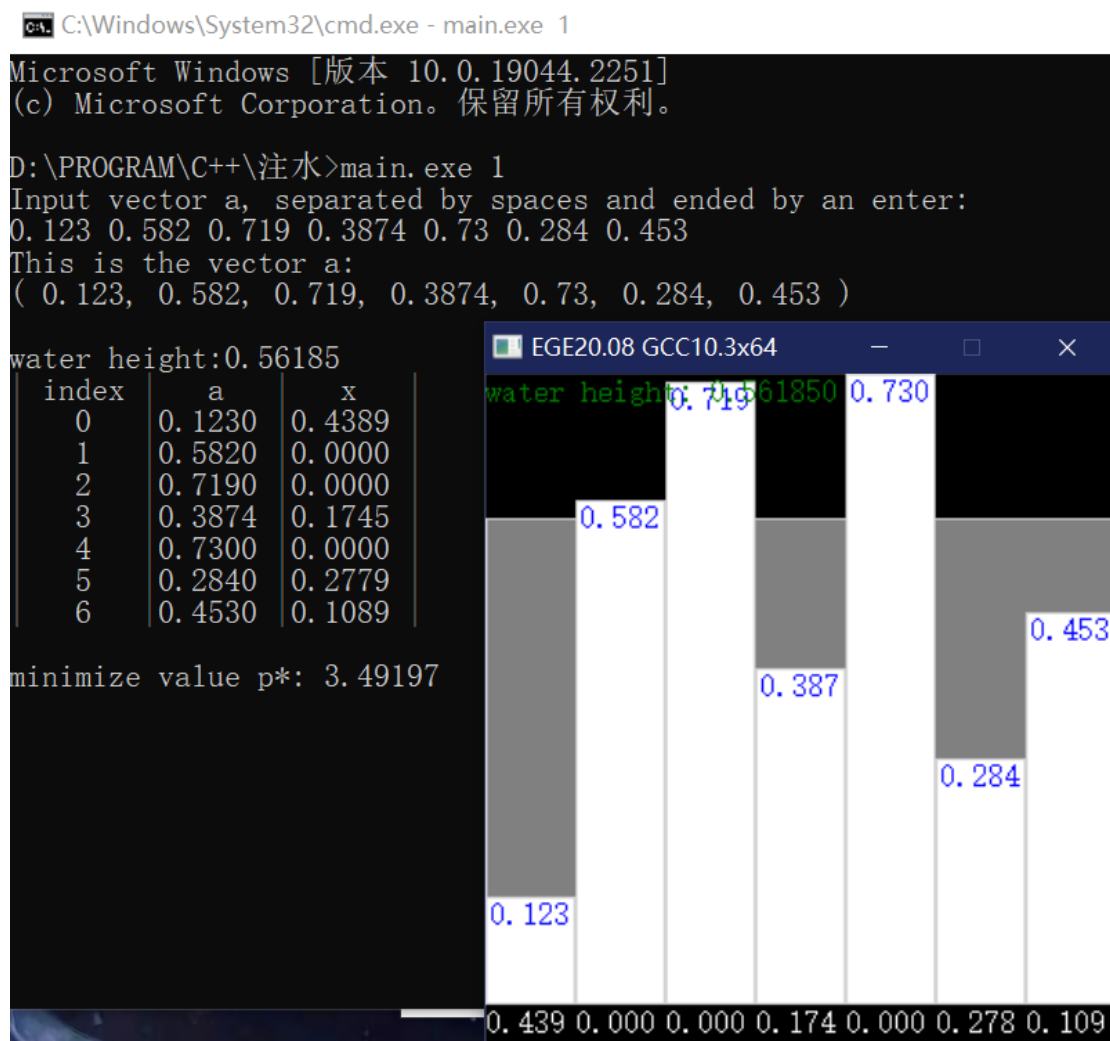 C:\Windows\System32\cmd.exe - main.exe 1
Microsoft Windows [版本 10.0.19044.2251]
(c) Microsoft Corporation。保留所有权利。
D:\PROGRAM\C++\注水>main.exe 1
Input vector a, separated by spaces and ended by an enter:
0.123 0.582 0.719 0.3874 0.73 0.284 0.453
This is the vector a:
( 0.123, 0.582, 0.719, 0.3874, 0.73, 0.284, 0.453 )
water height:0.56185
index a x
0 0.1230 0.4389
1 0.5820 0.0000
2 0.7190 0.0000
3 0.3874 0.1745
4 0.7300 0.0000
5 0.2840 0.2779
6 0.4530 0.1089
minimize value p*: 3.49197
EGE20.08 GCC10.3x64
water height: 0.561850
0.719
0.730
0.582
0.453
0.387
0.284
0.123
0.439 0.000 0.000 0.174 0.000 0.278 0.109